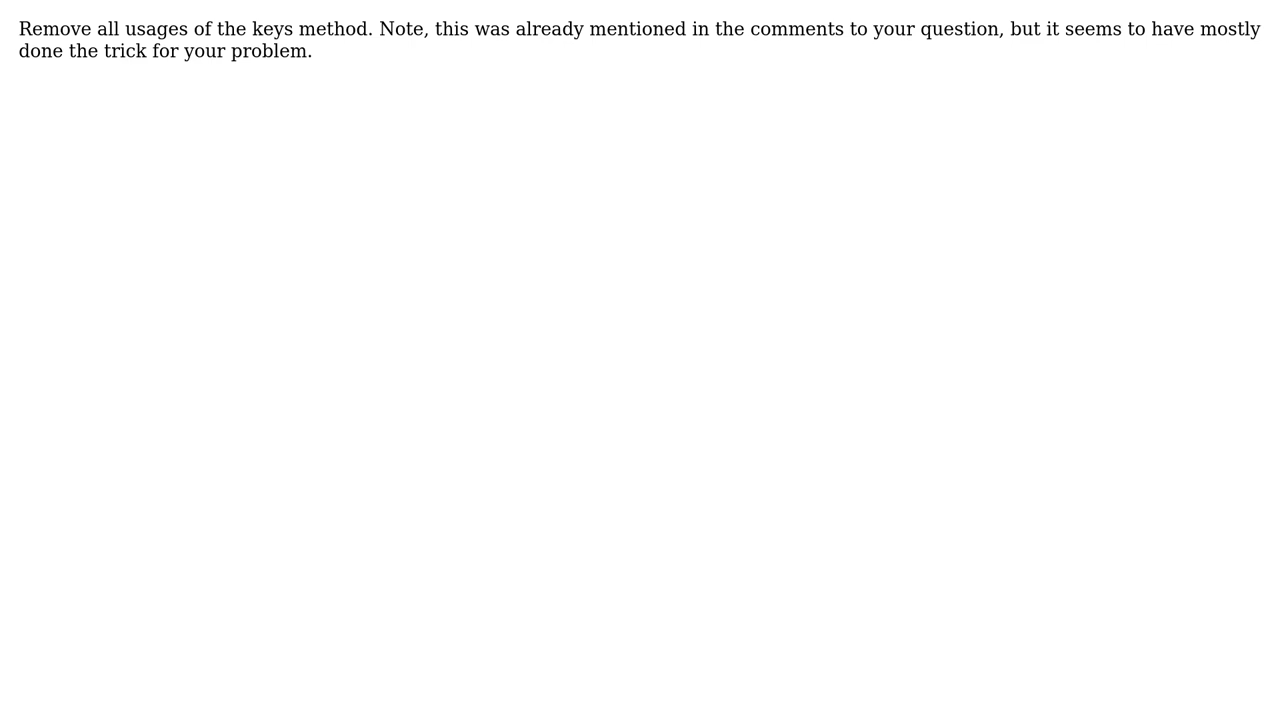 Remove all usages of the keys method. Note, this was already mentioned in the comments to your question, but it seems to have mostly
done the trick for your problem.